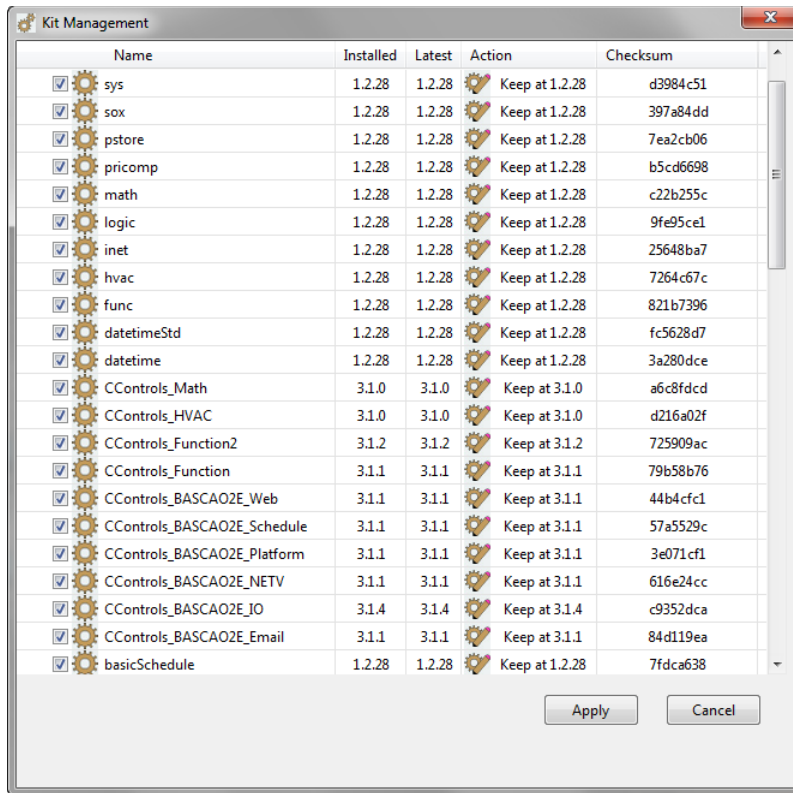 Kit Management
Name Installed Latest Action Checksum
sys 1.2.28 1.2.28 Keep at 1.2.28 d3984c51
sox 1.2.28 1.2.28 Keep at 1.2.28 397a84dd
pstore 1.2.28 1.2.28 Keep at 1.2.28 7ea2cb06
pricomp 1.2.28 1.2.28 Keep at 1.2.28 b5cd6698
math 1.2.28 1.2.28 Keep at 1.2.28 c22b255c
logic 1.2.28 1.2.28 Keep at 1.2.28 9fe95ce1
inet 1.2.28 1.2.28 Keep at 1.2.28 25648ba7
hvac 1.2.28 1.2.28 Keep at 1.2.28 7264c67c
func 1.2.28 1.2.28 Keep at 1.2.28 821b7396
datetimeStd 1.2.28 1.2.28 Keep at 1.2.28 fc5628d7
datetime 1.2.28 1.2.28 Keep at 1.2.28 3a280dce
CControls_Math 3.1.0 3.1.0 Keep at 3.1.0 a6c8fdcd
CControls_HVAC 3.1.0 3.1.0 Keep at 3.1.0 d216a02f
CControls_Function2 3.1.2 3.1.2 Keep at 3.1.2 725909ac
CControls_Function 3.1.1 3.1.1 Keep at 3.1.1 79b58b76
CControls_BASCAO2E_Web 3.1.1 3.1.1 Keep at 3.1.1 44b4cfc1
CControls_BASCAO2E_Schedule 3.1.1 3.1.1 Keep at 3.1.1 57a5529c
CControls_BASCAO2E_Platform 3.1.1 3.1.1 Keep at 3.1.1 3e071cf1
CControls_BASCAO2E_NETV 3.1.1 3.1.1 Keep at 3.1.1 616e24cc
CControls_BASCAO2E_IO 3.1.4 3.1.4 Keep at 3.1.4 c9352dca
CControls_BASCAO2E_Email 3.1.1 3.1.1 Keep at 3.1.1 84d119ea
basicSchedule 1.2.28 1.2.28 Keep at 1.2.28 7fdca638
Apply Cancel